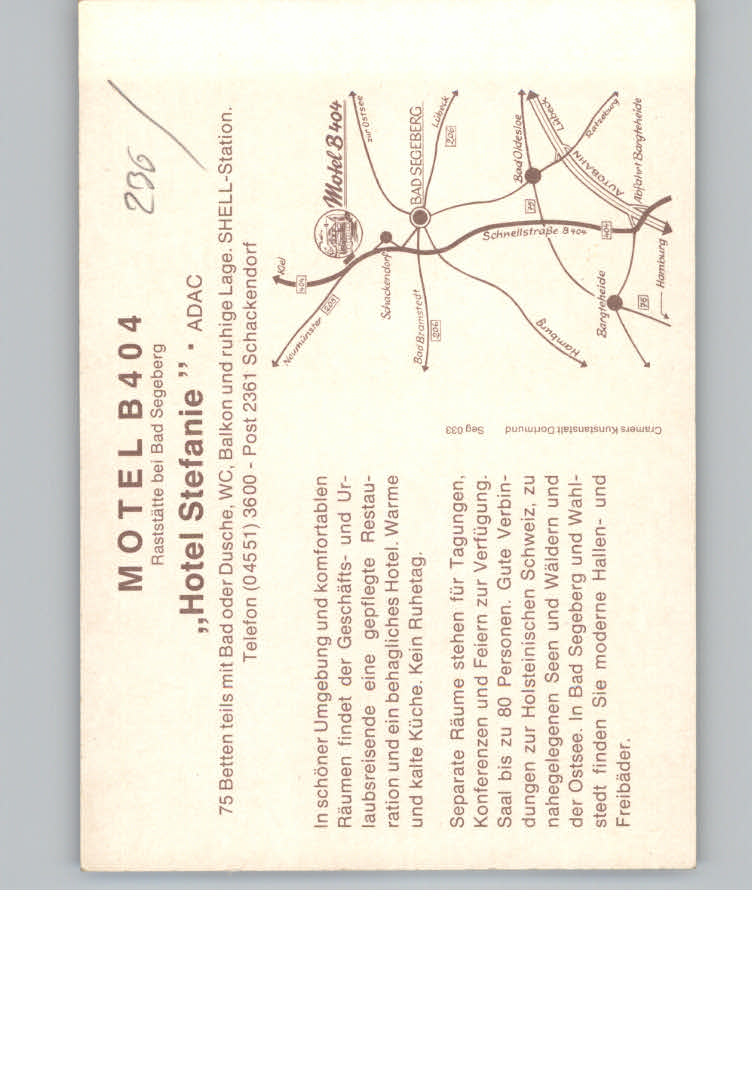 236
MOTEL B 404
Raststätte bei Bad Segeberg
„Hotel Stefanie” · ADAC
75 Betten teils mit Bad oder Dusche, WC, Balkon und ruhige Lage. SHELL-Station.
Telefon (04551) 3600 - Post 2361 Schackendorf
In schöner Umgebung und komfortablen
Räumen findet der Geschäfts- und Ur-
laubsreisende eine gepflegte Restau-
ration und ein behagliches Hotel. Warme
und kalte Küche. Kein Ruhetag.
Separate Räume stehen für Tagungen,
Konferenzen und Feiern zur Verfügung.
Saal bis zu 80 Personen. Gute Verbin-
dungen zur Holsteinischen Schweiz, zu
nahegelegenen Seen und Wäldern und
der Ostsee. In Bad Segeberg und Wahl-
stedt finden Sie moderne Hallen- und
Freibäder.
Seg 033
Cramers Kunstanstalt Dortmund
Kiel
404
Motel B 404
zur Ostsee
Neumünster
Schackendorf
BAD SEGEBERG
Lübeck
206
Bad Bramstedt
206
Hamburg
Schnellstraße B 404
75
Bad Oldesloe
Lübeck
AUTOBAHN
Ratzeburg
404
Bargteheide
75
Abfahrt Bargteheide
Hamburg